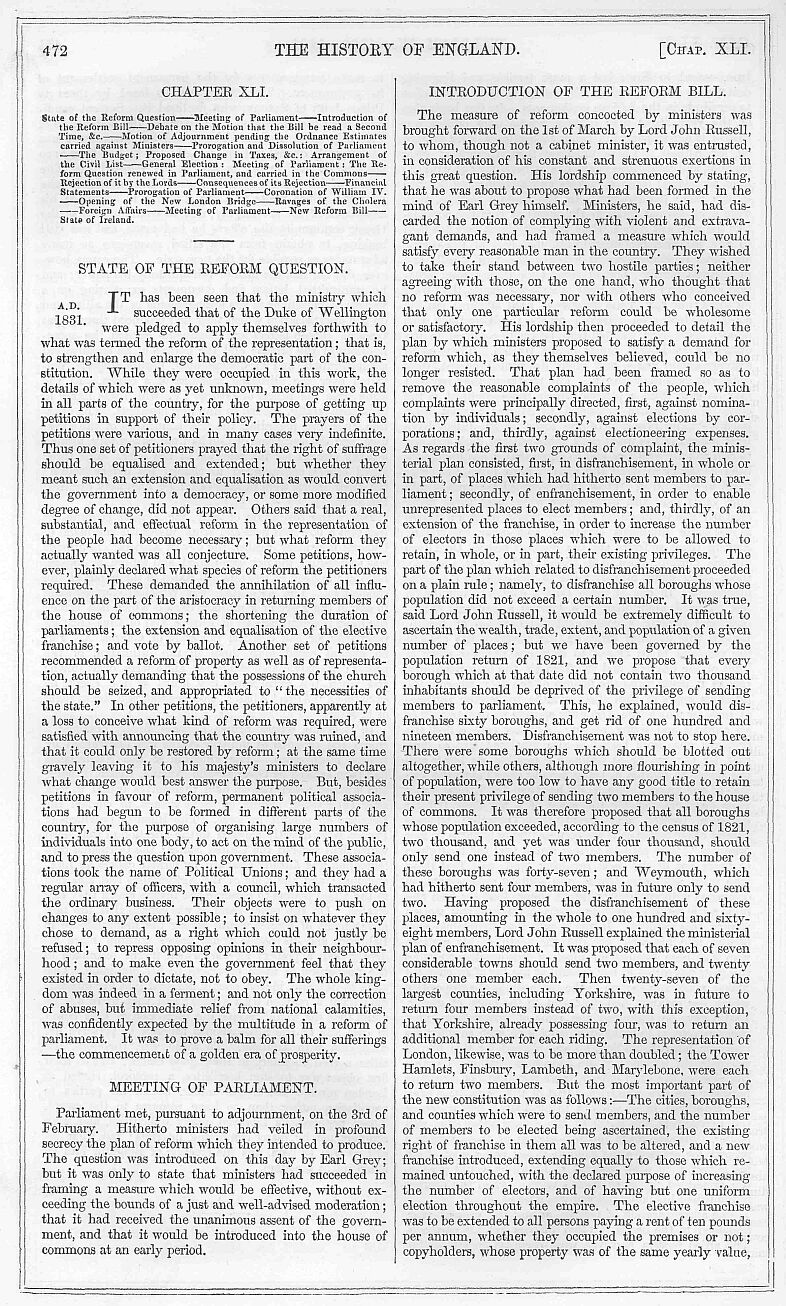 472
THE HISTORY OF ENGLAND.
[CHAP. XLI.
CHAPTER XLI.
State of the Reform Question——Meeting of Parliament——Introduction of
the Reform Bill——Debate on the Motion that the Bill be read a Second
Time, &c.——Motion of Adjournment pending the Ordnance Estimates
carried against Ministers——Prorogation and Dissolution of Parliament
——The Budget; Proposed Change in Taxes, &c.: Arrangement of
the Civil List——General Election: Meeting of Parliament: The Re-
form Question renewed in Parliament, and carried in the Commons——
Rejection of it by the Lords——Consequences of its Rejection——Financial
Statements——Prorogation of Parliament——Coronation of William IV.
——Opening of the New London Bridge——Ravages of the Cholera
——Foreign Affairs——Meeting of Parliament——New Reform Bill——
State of Ireland.
STATE OF THE REFORM QUESTION.
A.D.
1831.
IT has been seen that the ministry which
succeeded that of the Duke of Wellington
were pledged to apply themselves forthwith to
what was termed the reform of the representation; that is,
to strengthen and enlarge the democratic part of the con-
stitution. While they were occupied in this work, the
details of which were as yet unknown, meetings were held
in all parts of the country, for the purpose of getting up
petitions in support of their policy. The prayers of the
petitions were various, and in many cases very indefinite.
Thus one set of petitioners prayed that the right of suffrage
should be equalised and extended; but whether they
meant such an extension and equalisation as would convert
the government into a democracy, or some more modified
degree of change, did not appear. Others said that a real,
substantial, and effectual reform in the representation of
the people had become necessary; but what reform they
actually wanted was all conjecture. Some petitions, how-
ever, plainly declared what species of reform the petitioners
required. These demanded the annihilation of all influ-
ence on the part of the aristocracy in returning members of
the house of commons; the shortening the duration of
parliaments; the extension and equalisation of the elective
franchise; and vote by ballot. Another set of petitions
recommended a reform of property as well as of representa-
tion, actually demanding that the possessions of the church
should be seized, and appropriated to "the necessities of
the state." In other petitions, the petitioners, apparently at
a loss to conceive what kind of reform was required, were
satisfied with announcing that the country was ruined, and
that it could only be restored by reform; at the same time
gravely leaving it to his majesty's ministers to declare
what change would best answer the purpose. But, besides
petitions in favour of reform, permanent political associa-
tions had begun to be formed in different parts of the
country, for the purpose of organising large numbers of
individuals into one body, to act on the mind of the public,
and to press the question upon government. These associa-
tions took the name of Political Unions; and they had a
regular array of officers, with a council, which transacted
the ordinary business. Their objects were to push on
changes to any extent possible; to insist on whatever they
chose to demand, as a right which could not justly be
refused; to repress opposing opinions in their neighbour-
hood; and to make even the government feel that they
existed in order to dictate, not to obey. The whole king-
dom was indeed in a ferment; and not only the correction
of abuses, but immediate relief from national calamities,
was confidently expected by the multitude in a reform of
parliament. It was to prove a balm for all their sufferings
—the commencement of a golden era of prosperity.
MEETING OF PARLIAMENT.
Parliament met, pursuant to adjournment, on the 3rd of
February. Hitherto ministers had veiled in profound
secrecy the plan of reform which they intended to produce.
The question was introduced on this day by Earl Grey;
but it was only to state that ministers had succeeded in
framing a measure which would be effective, without ex-
ceeding the bounds of a just and well-advised moderation;
that it had received the unanimous assent of the govern-
ment, and that it would be introduced into the house of
commons at an early period.
INTRODUCTION OF THE REFORM BILL.
The measure of reform concocted by ministers was
brought forward on the 1st of March by Lord John Russell,
to whom, though not a cabinet minister, it was entrusted,
in consideration of his constant and strenuous exertions in
this great question. His lordship commenced by stating,
that he was about to propose what had been formed in the
mind of Earl Grey himself. Ministers, he said, had dis-
carded the notion of complying with violent and extrava-
gant demands, and had framed a measure which would
satisfy every reasonable man in the country. They wished
to take their stand between two hostile parties; neither
agreeing with those, on the one hand, who thought that
no reform was necessary, nor with others who conceived
that only one particular reform could be wholesome
or satisfactory. His lordship then proceeded to detail the
plan by which ministers proposed to satisfy a demand for
reform which, as they themselves believed, could be no
longer resisted. That plan had been framed so as to
remove the reasonable complaints of the people, which
complaints were principally directed, first, against nomina-
tion by individuals; secondly, against elections by cor-
porations; and, thirdly, against electioneering expenses.
As regards the first two grounds of complaint, the minis-
terial plan consisted, first, in disfranchisement, in whole or
in part, of places which had hitherto sent members to par-
liament; secondly, of enfranchisement, in order to enable
unrepresented places to elect members; and, thirdly, of an
extension of the franchise, in order to increase the number
of electors in those places which were to be allowed to
retain, in whole, or in part, their existing privileges. The
part of the plan which related to disfranchisement proceeded
on a plain rule; namely, to disfranchise all boroughs whose
population did not exceed a certain number. It was true,
said Lord John Russell, it would be extremely difficult to
ascertain the wealth, trade, extent, and population of a given
number of places; but we have been governed by the
population return of 1821, and we propose that every
borough which at that date did not contain two thousand
inhabitants should be deprived of the privilege of sending
members to parliament. This, he explained, would dis-
franchise sixty boroughs, and get rid of one hundred and
nineteen members. Disfranchisement was not to stop here.
There were some boroughs which should be blotted out
altogether, while others, although more flourishing in point
of population, were too low to have any good title to retain
their present privilege of sending two members to the house
of commons. It was therefore proposed that all boroughs
whose population exceeded, according to the census of 1821,
two thousand, and yet was under four thousand, should
only send one instead of two members. The number of
these boroughs was forty-seven; and Weymouth, which
had hitherto sent four members, was in future only to send
two. Having proposed the disfranchisement of these
places, amounting in the whole to one hundred and sixty-
eight members, Lord John Russell explained the ministerial
plan of enfranchisement. It was proposed that each of seven
considerable towns should send two members, and twenty
others one member each. Then twenty-seven of the
largest counties, including Yorkshire, was in future to
return four members instead of two, with this exception,
that Yorkshire, already possessing four, was to return an
additional member for each riding. The representation of
London, likewise, was to be more than doubled; the Tower
Hamlets, Finsbury, Lambeth, and Marylebone, were each
to return two members. But the most important part of
the new constitution was as follows:—The cities, boroughs,
and counties which were to send members, and the number
of members to be elected being ascertained, the existing
right of franchise in them all was to be altered, and a new
franchise introduced, extending equally to those which re-
mained untouched, with the declared purpose of increasing
the number of electors, and of having but one uniform
election throughout the empire. The elective franchise
was to be extended to all persons paying a rent of ten pounds
per annum, whether they occupied the premises or not;
copyholders, whose property was of the same yearly value,